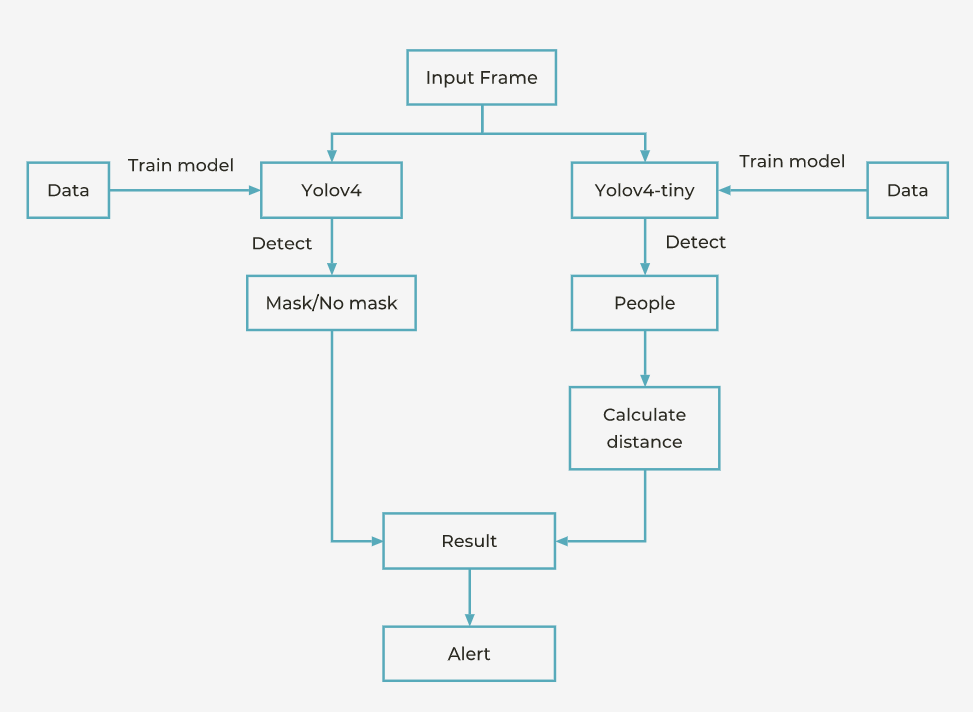 Input Frame
Data
Train model
Yolov4
Yolov4-tiny
Train model
Data
Detect
Detect
Mask/No mask
People
Calculate
distance
Result
Alert